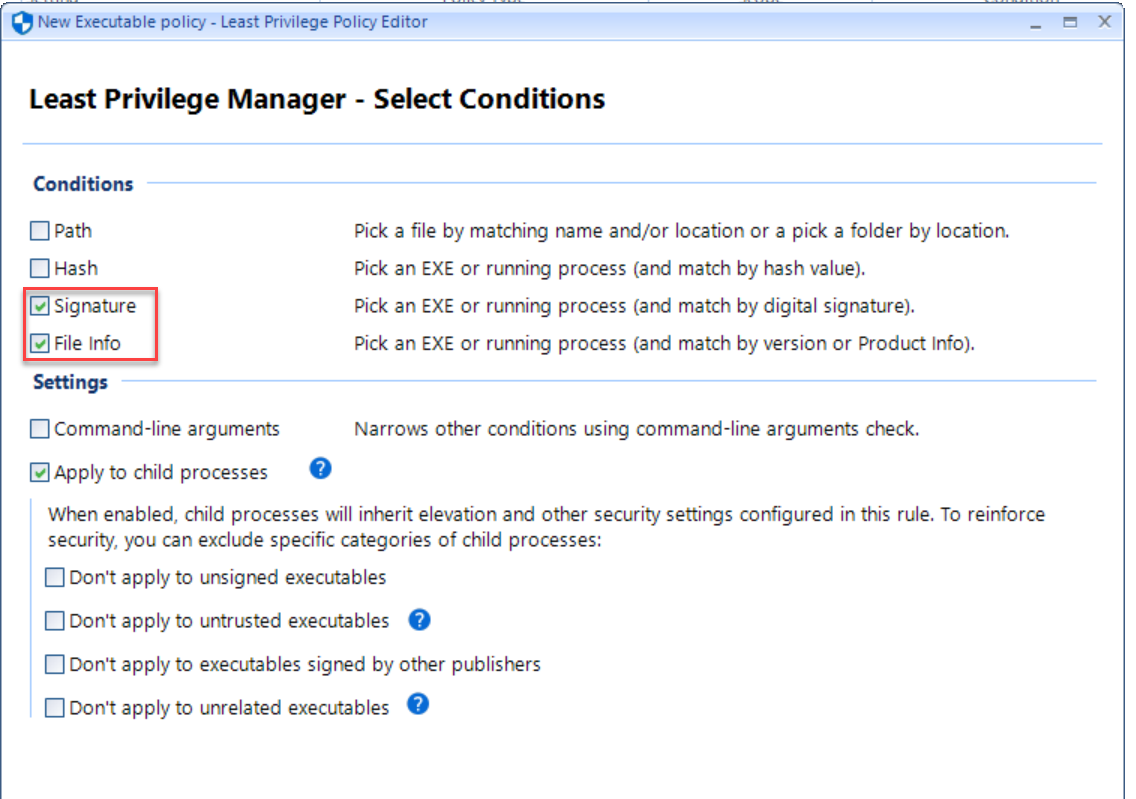 New Executable policy - Least Privilege Policy Editor
Least Privilege Manager - Select Conditions
Conditions
Path Pick a file by matching name and/or location or a pick a folder by location.
Hash Pick an EXE or running process (and match by hash value).
Signature Pick an EXE or running process (and match by digital signature).
File Info Pick an EXE or running process (and match by version or Product Info).
Settings
Command-line arguments Narrows other conditions using command-line arguments check.
Apply to child processes ?
When enabled, child processes will inherit elevation and other security settings configured in this rule. To reinforce
security, you can exclude specific categories of child processes:
Don't apply to unsigned executables
Don't apply to untrusted executables ?
Don't apply to executables signed by other publishers
Don't apply to unrelated executables ?